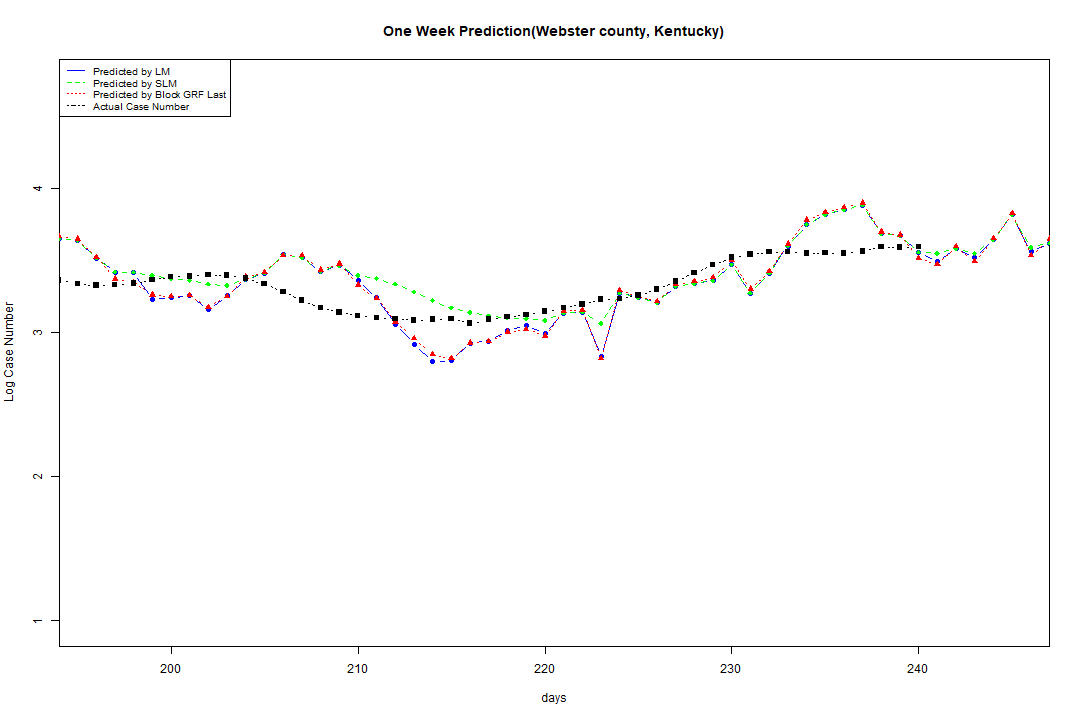 One Week Prediction(Webster county, Kentucky)
Predicted by LM
Predicted by SLM
Predicted by Block GRF Last
Actual Case Number
4
3
2
1
Log Case Number
200 210 220 230 240
days